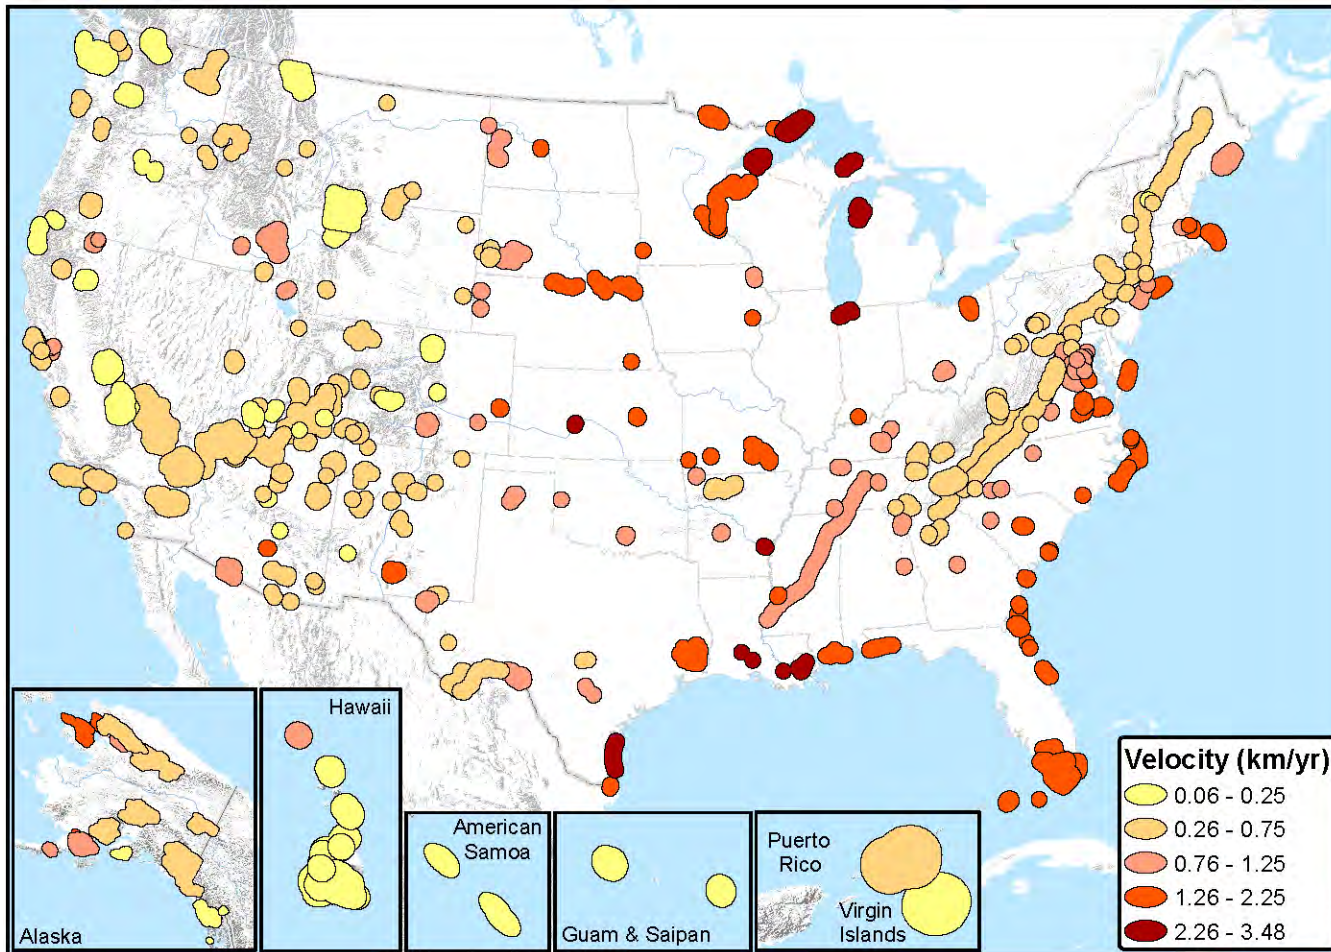 Hawaii
Alaska
American
Samoa
Guam & Saipan
Puerto
Rico
Virgin
Islands
Velocity (km/yr)
0.06 - 0.25
0.26 - 0.75
0.76 - 1.25
1.26 - 2.25
2.26 - 3.48